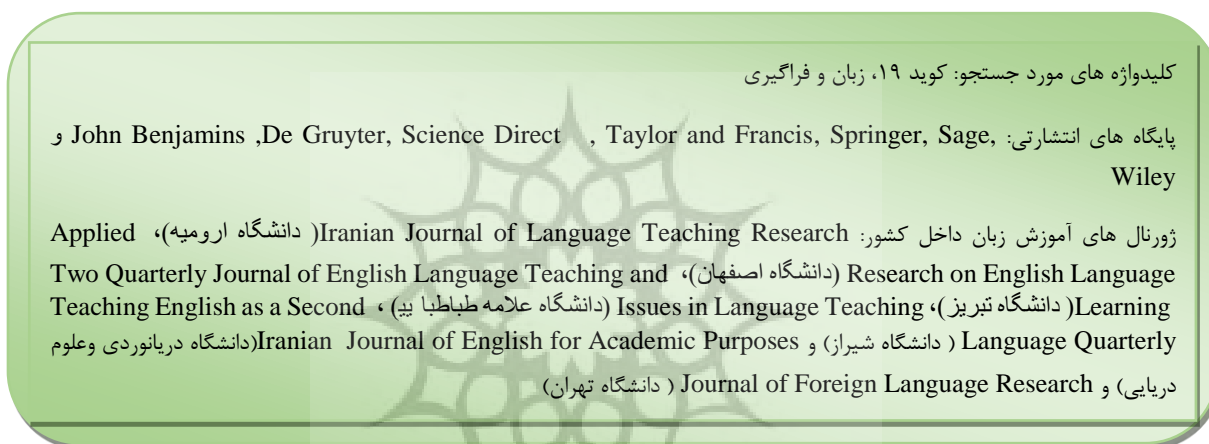 کلیدواژه های مورد جستجو: کوید ۱۹، زبان و فراگیری
پایگاه های انتشارتی: John Benjamins ,De Gruyter, Science Direct , Taylor and Francis, Springer, Sage, و
Wiley
ژورنال های آموزش زبان داخل کشور: Iranian Journal of Language Teaching Research( دانشگاه ارومیه)، Applied
Research on English Language (دانشگاه اصفهان)، Two Quarterly Journal of English Language Teaching and
Learning( دانشگاه تبریز)، Issues in Language Teaching (دانشگاه علامه طباطبا یی) ، Teaching English as a Second
Language Quarterly ( دانشگاه شیراز) و Iranian Journal of English for Academic Purposes(دانشگاه دریانوردی وعلوم
دریایی) و Journal of Foreign Language Research ( دانشگاه تهران)